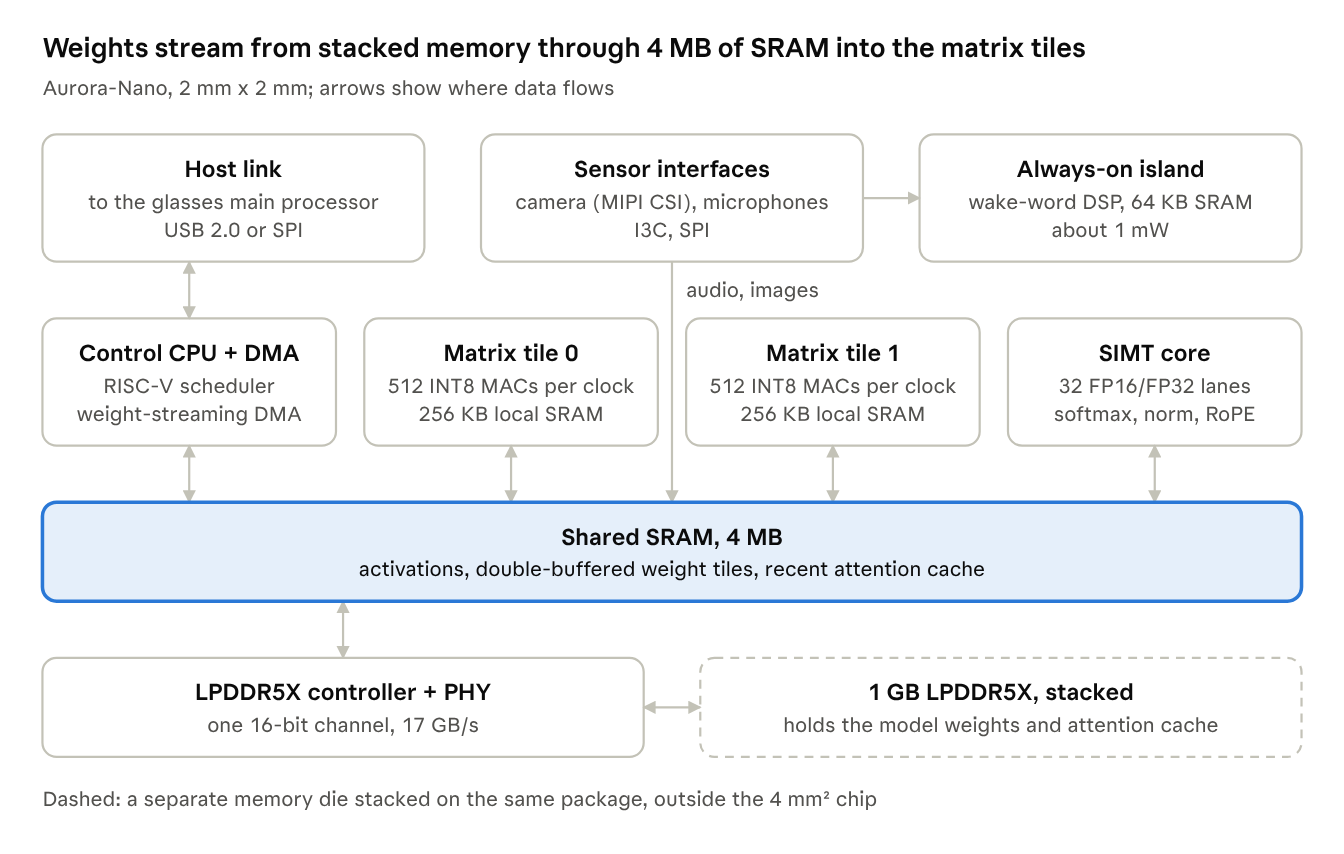 Weights stream from stacked memory through 4 MB of SRAM into the matrix tiles
Aurora-Nano, 2 mm x 2 mm; arrows show where data flows
Host link
to the glasses main processor
USB 2.0 or SPI
Sensor interfaces
camera (MIPI CSI), microphones
I3C, SPI
Always-on island
wake-word DSP, 64 KB SRAM
about 1 mW
audio, images
Control CPU + DMA
RISC-V scheduler
weight-streaming DMA
Matrix tile 0
512 INT8 MACs per clock
256 KB local SRAM
Matrix tile 1
512 INT8 MACs per clock
256 KB local SRAM
SIMT core
32 FP16/FP32 lanes
softmax, norm, RoPE
Shared SRAM, 4 MB
activations, double-buffered weight tiles, recent attention cache
LPDDR5X controller + PHY
one 16-bit channel, 17 GB/s
1 GB LPDDR5X, stacked
holds the model weights and attention cache
Dashed: a separate memory die stacked on the same package, outside the 4 mm² chip